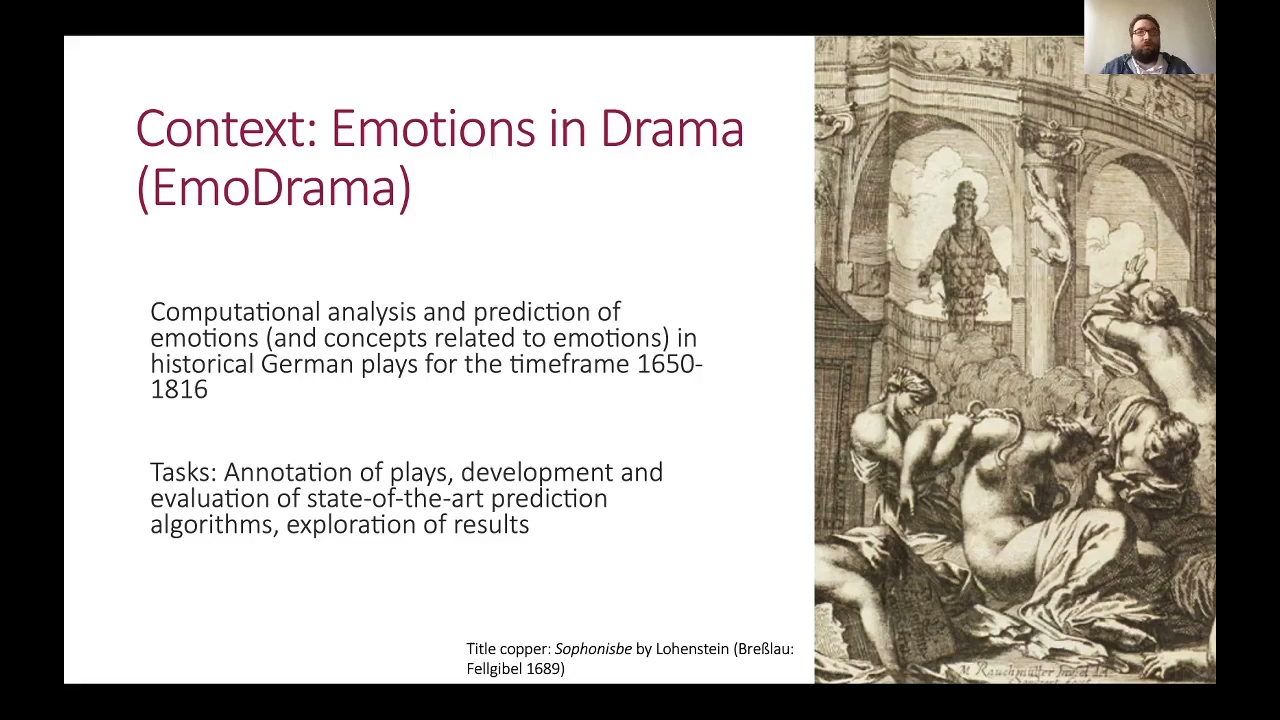 Context: Emotions in Drama
(EmoDrama)
Computational analysis and prediction of
emotions (and concepts related to emotions) in
historical German plays for the timeframe 1650-
1816
Tasks: Annotation of plays, development and
evaluation of state-of-the-art prediction
algorithms, exploration of results
Title copper: Sophonisbe by Lohenstein (Breßlau:
Fellgibel 1689)